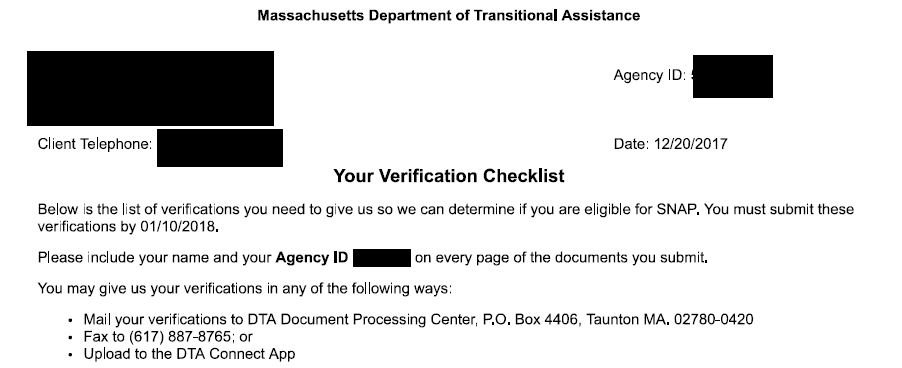 Massachusetts Department of Transitional Assistance
Agency ID:
Client Telephone:
Date: 12/20/2017
Your Verification Checklist
Below is the list of verifications you need to give us so we can determine if you are eligible for SNAP. You must submit these
verifications by 01/10/2018.
Please include your name and your Agency ID on every page of the documents you submit.
You may give us your verifications in any of the following ways:
• Mail your verifications to DTA Document Processing Center, P.O. Box 4406, Taunton MA. 02780-0420
• Fax to (617) 887-8765; or
• Upload to the DTA Connect App